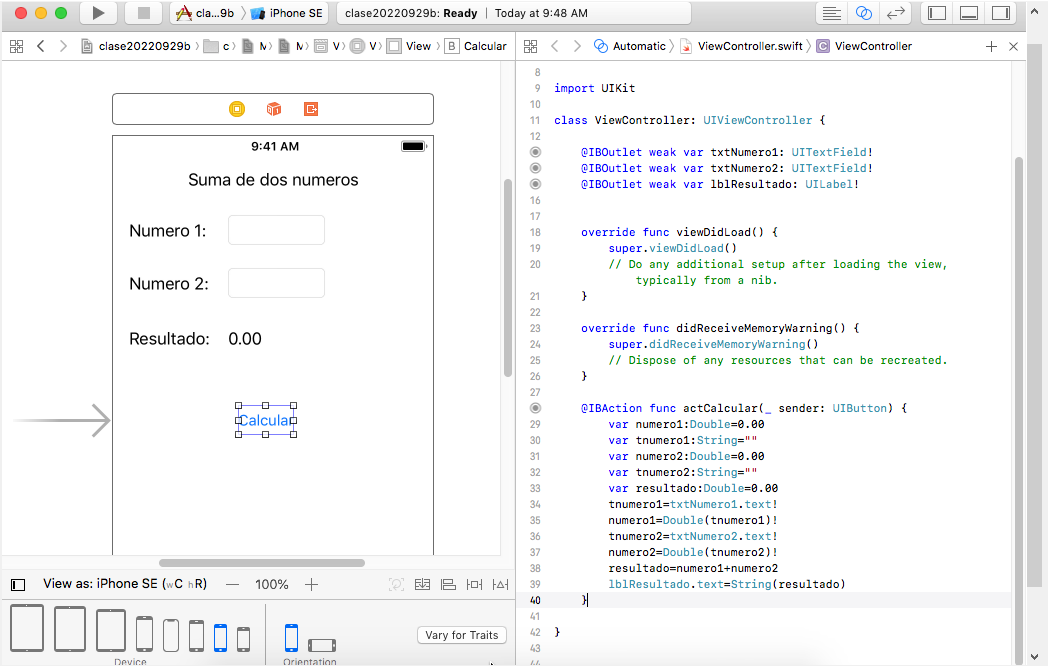 cla...9b 〉 iPhone SE
clase20220929b: Ready | Today at 9:48 AM
clase20220929b 〉 c 〉 M 〉 M 〉 V 〉 V 〉 View 〉 B Calcular
Automatic 〉 ViewController.swift 〉 C ViewController
9:41 AM
Suma de dos numeros
Numero 1:
Numero 2:
Resultado: 0.00
Calcular
View as: iPhone SE (wC hR) — 100% +
Device
Orientation
Vary for Traits
8
9 import UIKit
10
11 class ViewController: UIViewController {
12
@IBOutlet weak var txtNumero1: UITextField!
@IBOutlet weak var txtNumero2: UITextField!
@IBOutlet weak var lblResultado: UILabel!
16
17
18 override func viewDidLoad() {
19 super.viewDidLoad()
20 // Do any additional setup after loading the view,
typically from a nib.
21 }
22
23 override func didReceiveMemoryWarning() {
24 super.didReceiveMemoryWarning()
25 // Dispose of any resources that can be recreated.
26 }
27
@IBAction func actCalcular(_ sender: UIButton) {
29 var numero1:Double=0.00
30 var tnumero1:String=""
31 var numero2:Double=0.00
32 var tnumero2:String=""
33 var resultado:Double=0.00
34 tnumero1=txtNumero1.text!
35 numero1=Double(tnumero1)!
36 tnumero2=txtNumero2.text!
37 numero2=Double(tnumero2)!
38 resultado=numero1+numero2
39 lblResultado.text=String(resultado)
40 }
41
42 }
43
44